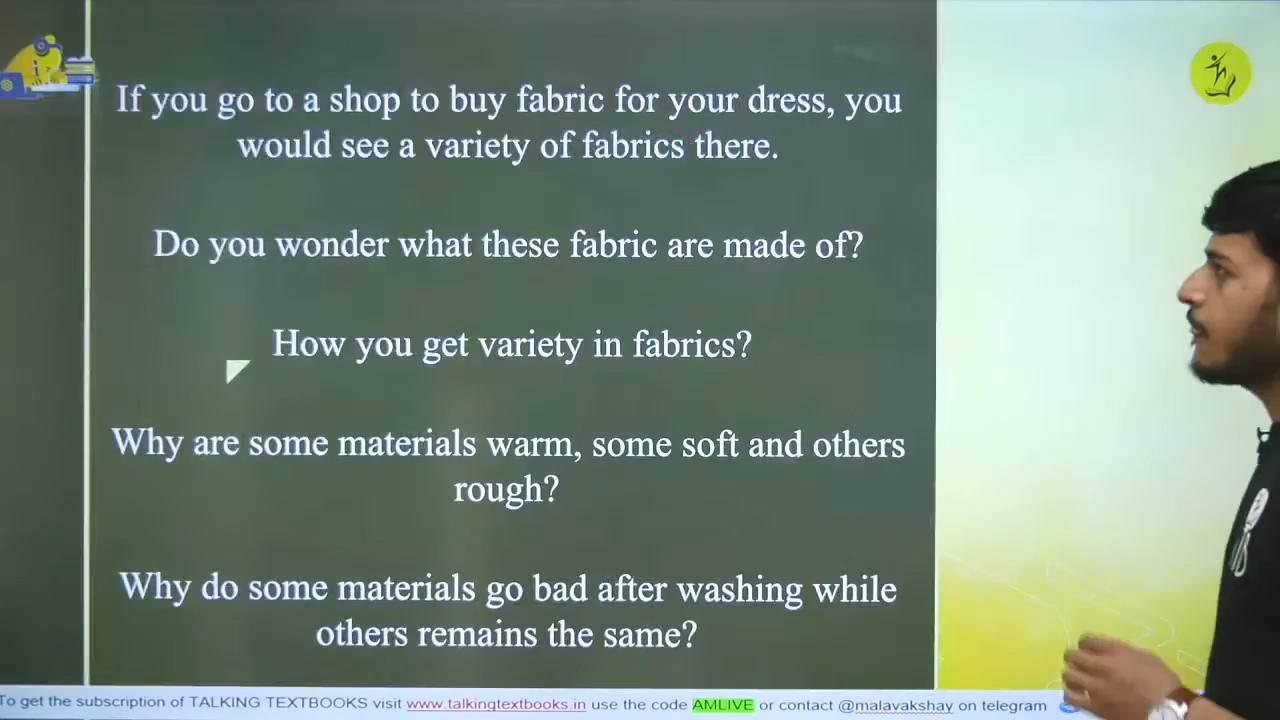 If you go to a shop to buy fabric for your dress, you
would see a variety of fabrics there.
Do you wonder what these fabric are made of?
How you get variety in fabrics?
Why are some materials warm, some soft and others
rough?
Why do some materials go bad after washing while
others remains the same?
To get the subscription of TALKING TEXTBOOKS visit www.talkingtextbooks.in use the code AMLIVE or contact @malavakshay on telegram